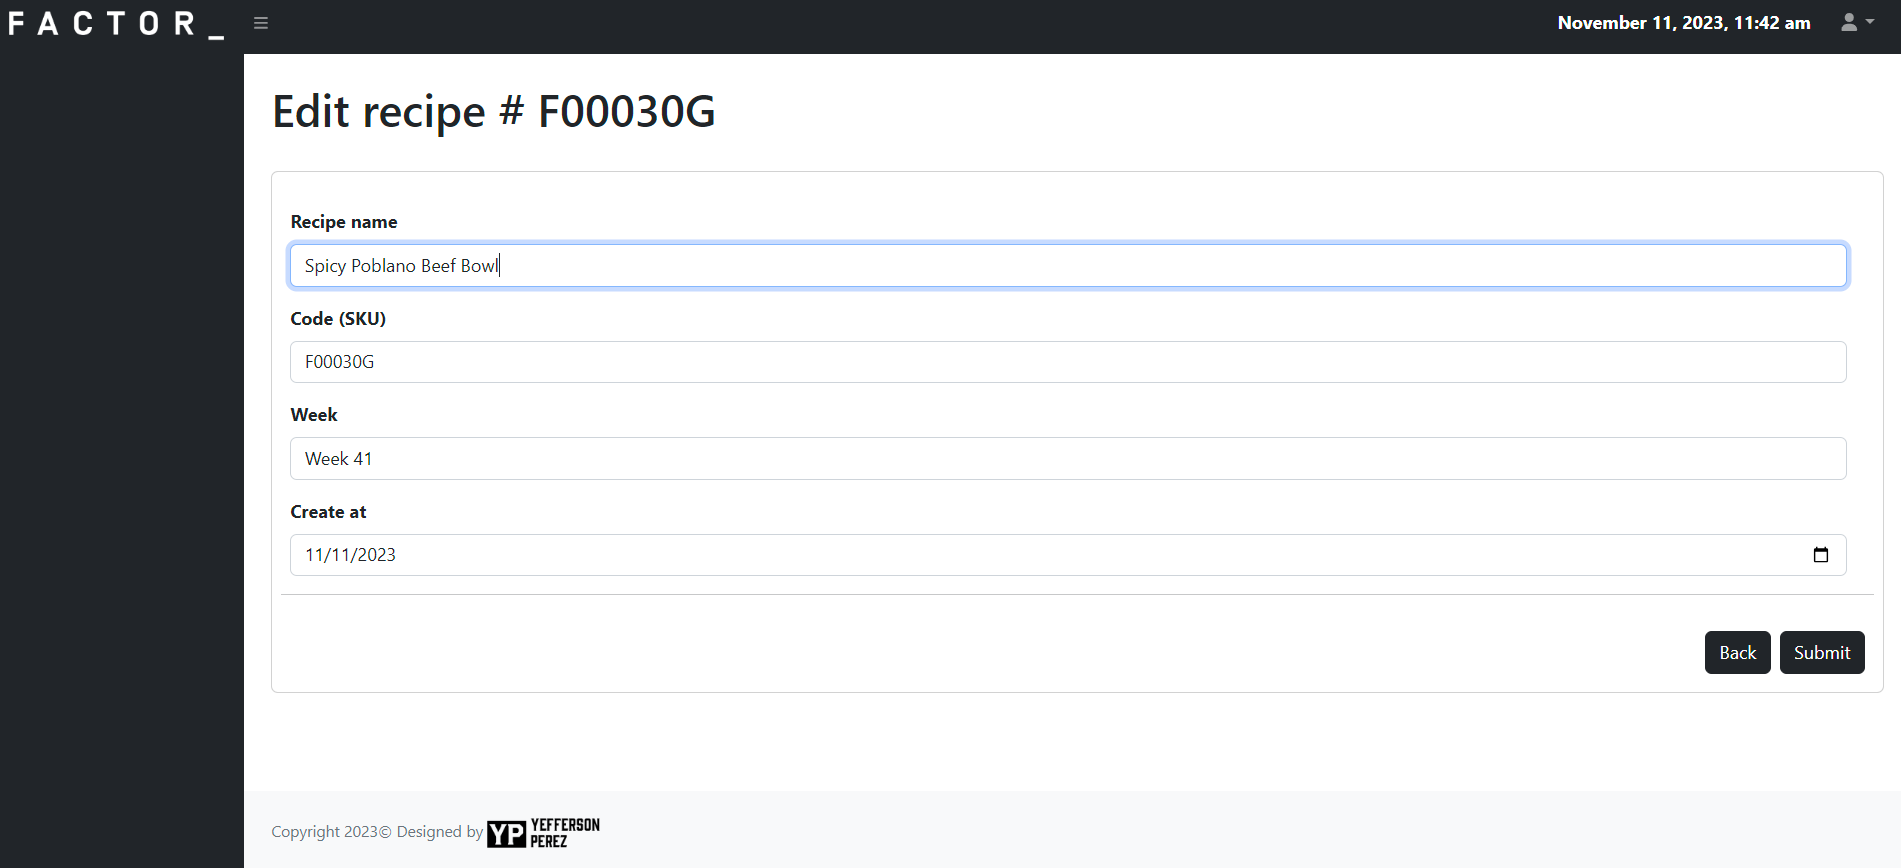 FACTOR_
November 11, 2023, 11:42 am
Edit recipe # F00030G
Recipe name
Spicy Poblano Beef Bowl
Code (SKU)
F00030G
Week
Week 41
Create at
11/11/2023
Back
Submit
Copyright 2023© Designed by YP YEFFERSON PEREZ